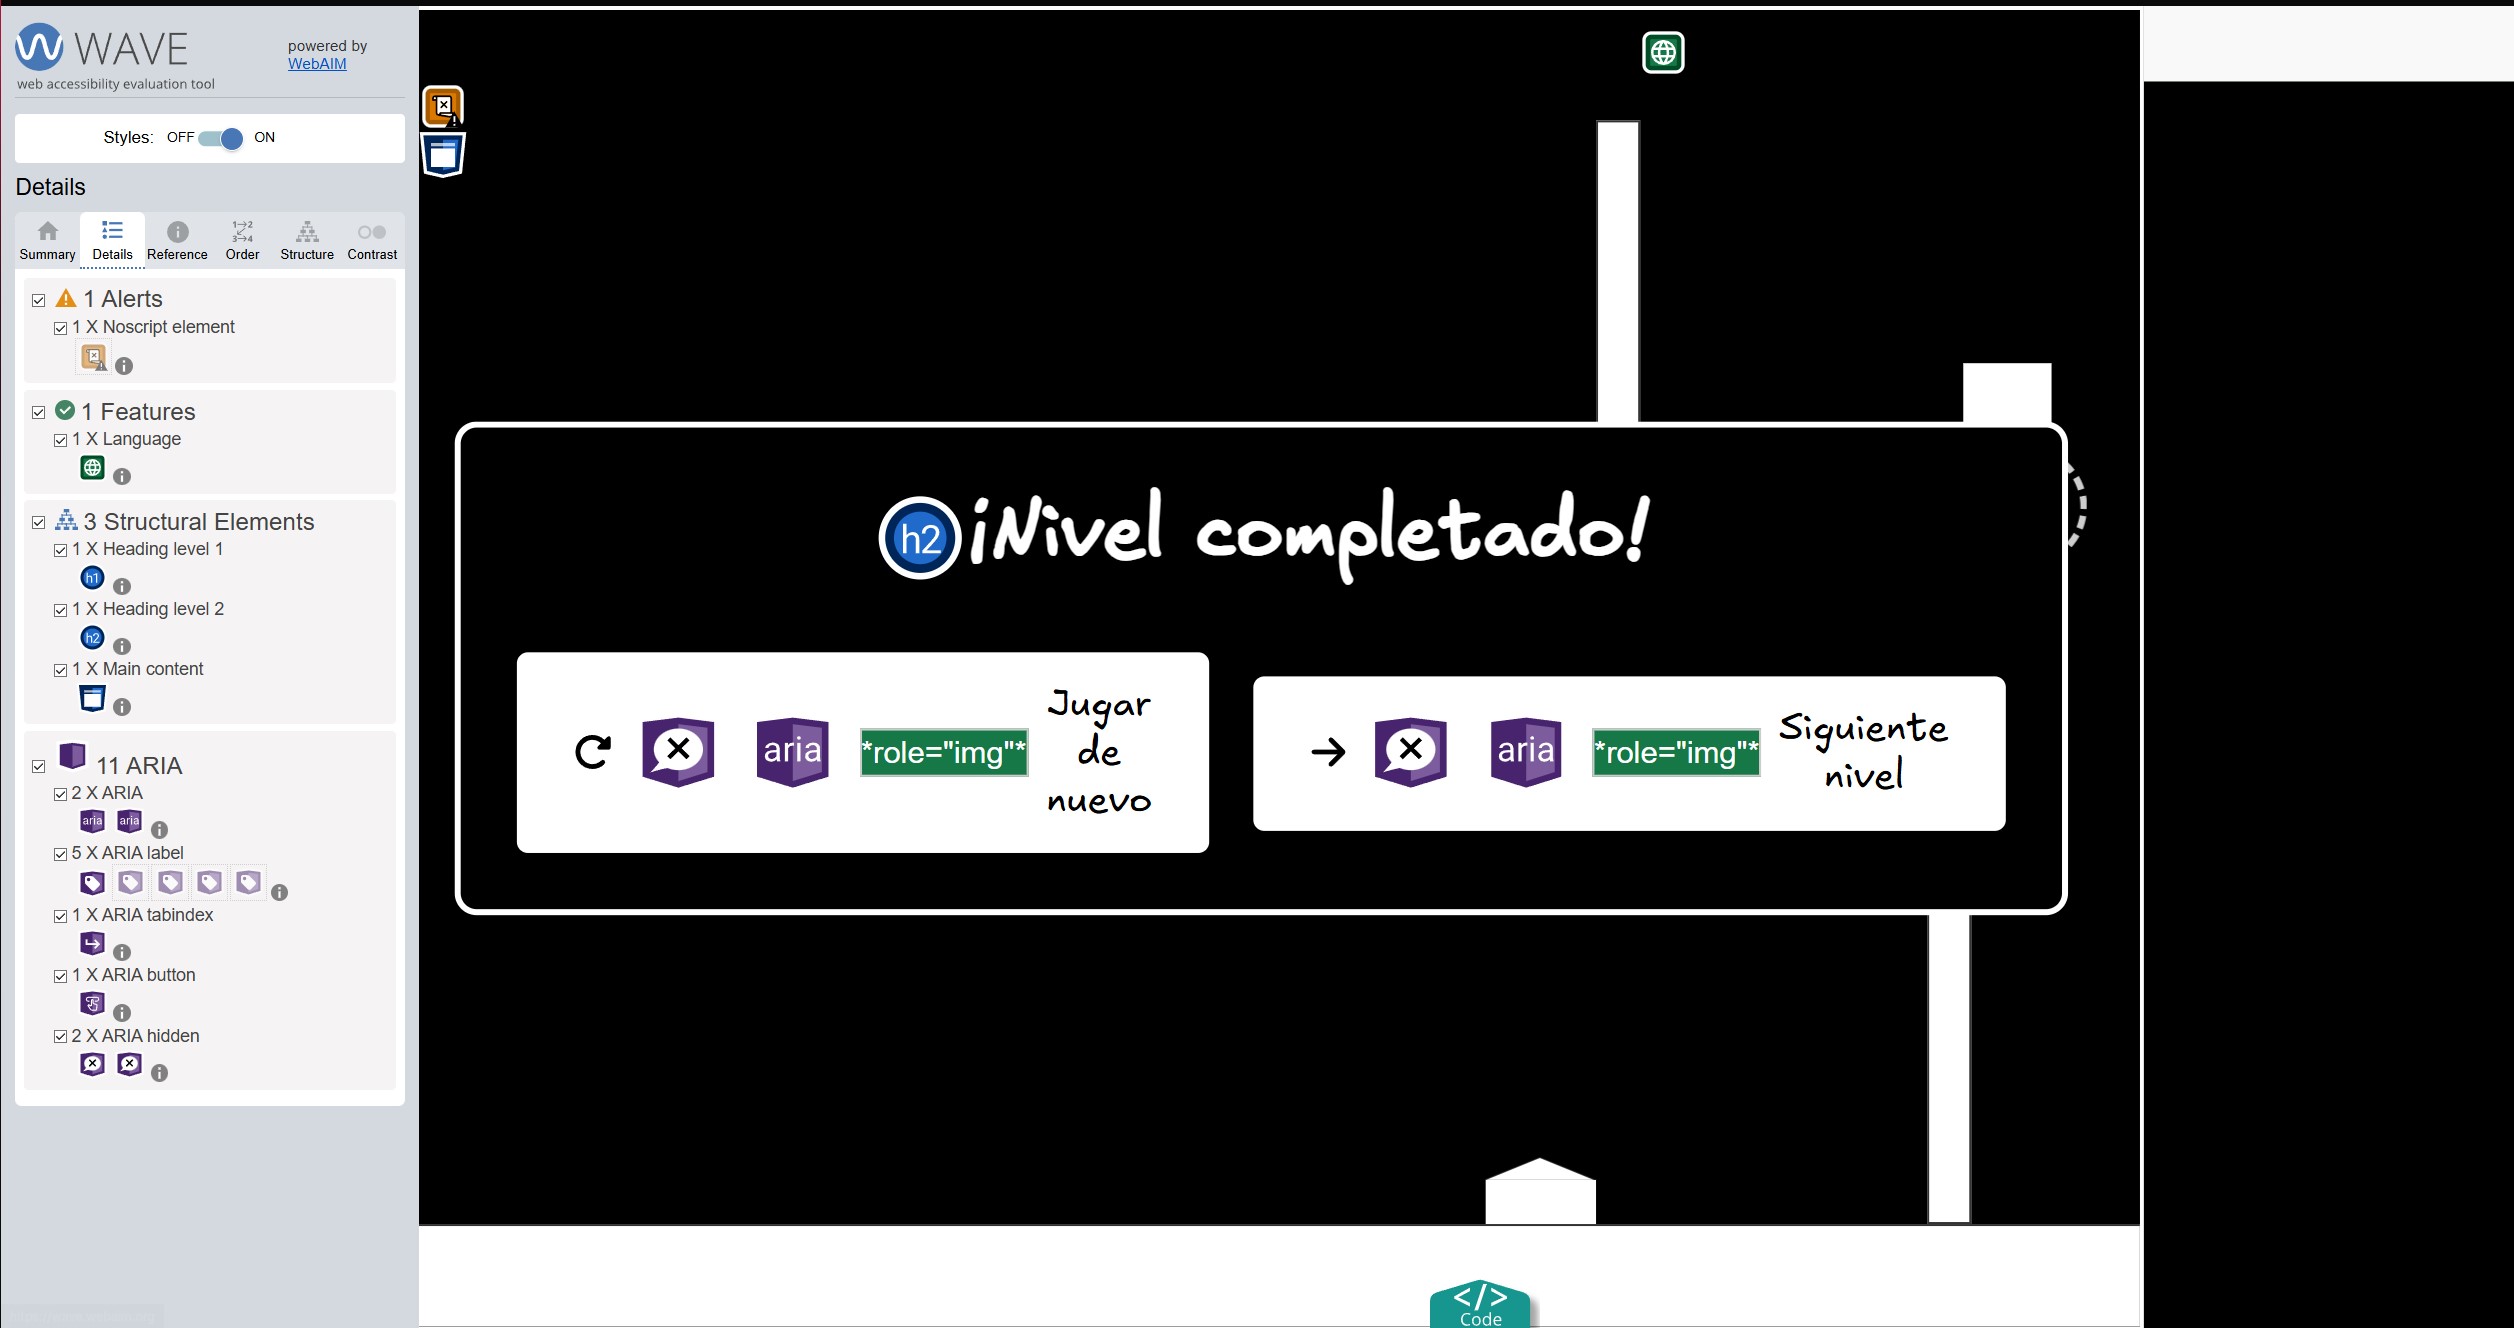 WAVE
powered by
WebAIM
web accessibility evaluation tool
Styles: OFF ON
Details
Summary Details Reference Order Structure Contrast
1→2
3→4
1 Alerts
1 X Noscript element
1 Features
1 X Language
3 Structural Elements
1 X Heading level 1
h1
1 X Heading level 2
h2
1 X Main content
11 ARIA
2 X ARIA
aria aria
5 X ARIA label
1 X ARIA tabindex
1 X ARIA button
2 X ARIA hidden
h2 ¡Nivel completado!
aria *role="img"* Jugar
de
nuevo
aria *role="img"* Siguiente
nivel
</>
Code